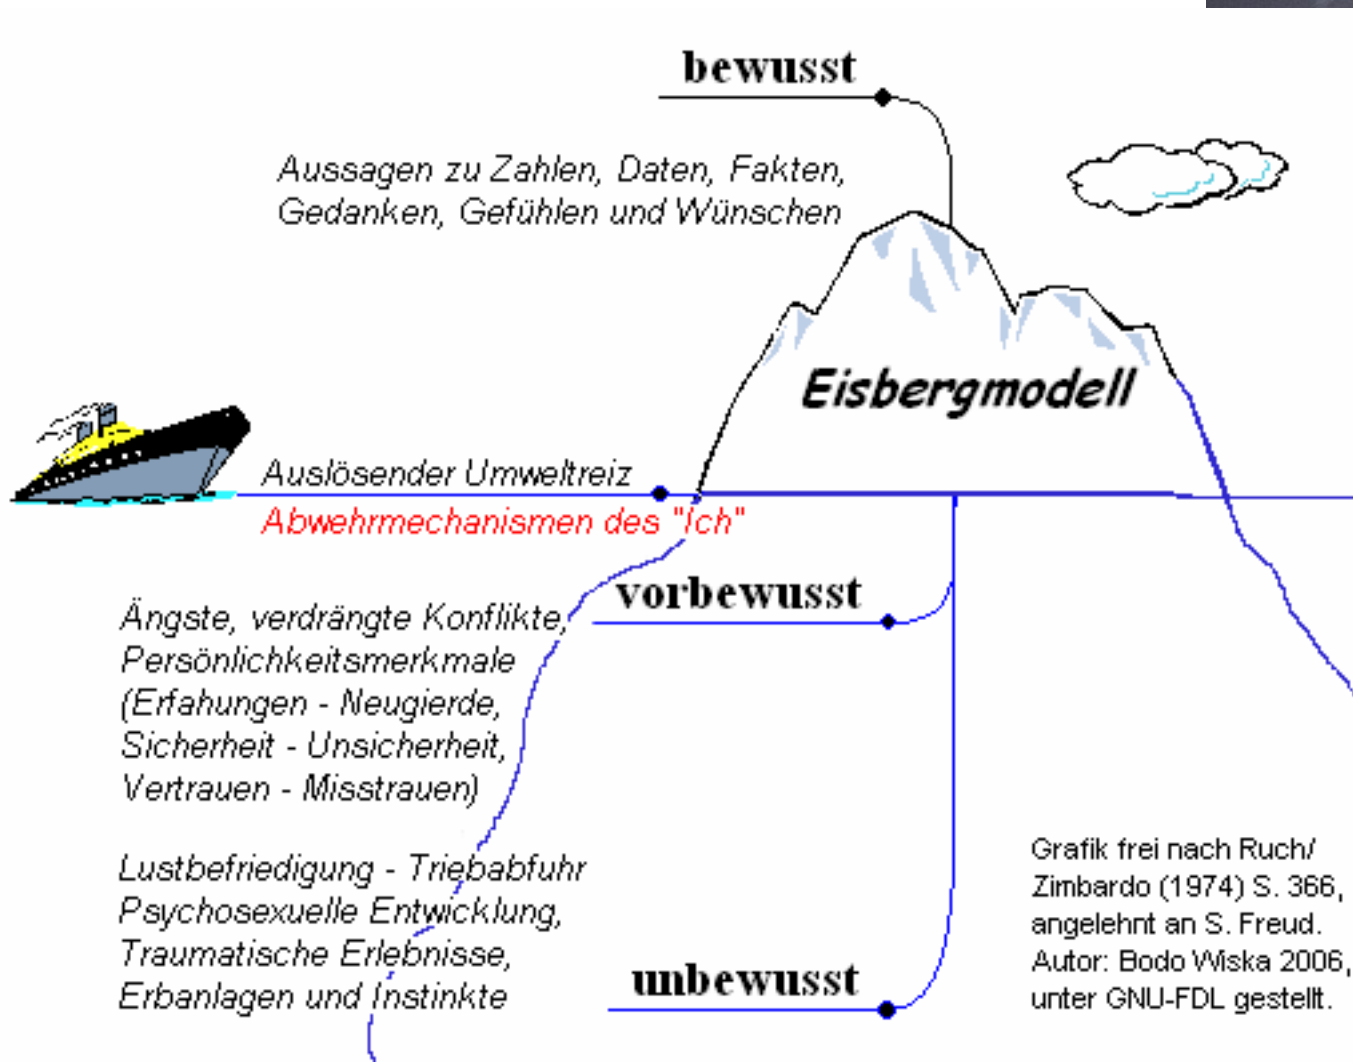 bewusst
Aussagen zu Zahlen, Daten, Fakten,
Gedanken, Gefühlen und Wünschen
Eisbergmodell
Auslösender Umweltreiz
Abwehrmechanismen des "Ich"
vorbewusst
Ängste, verdrängte Konflikte,
Persönlichkeitsmerkmale
(Erfahungen - Neugierde,
Sicherheit - Unsicherheit,
Vertrauen - Misstrauen)
Lustbefriedigung - Triebabfuhr
Psychosexuelle Entwicklung,
Traumatische Erlebnisse,
Erbanlagen und Instinkte
unbewusst
Grafik frei nach Ruch/
Zimbardo (1974) S. 366,
angelehnt an S. Freud.
Autor: Bodo Wiska 2006,
unter GNU-FDL gestellt.